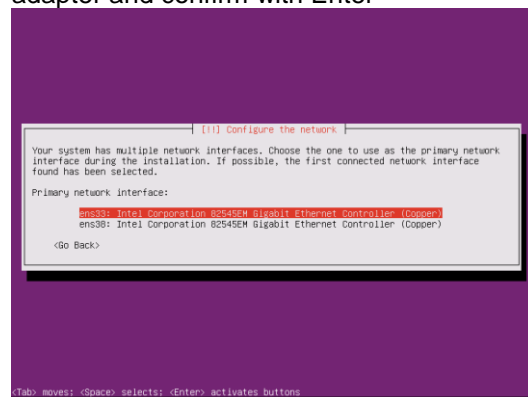 adapter and confirm with Enter
[!!] Configure the network
Your system has multiple network interfaces. Choose the one to use as the primary network
interface during the installation. If possible, the first connected network interface
found has been selected.
Primary network interface:
ens33: Intel Corporation 82545EM Gigabit Ethernet Controller (Copper)
ens38: Intel Corporation 82545EM Gigabit Ethernet Controller (Copper)
<Go Back>
<Tab> moves; <Space> selects; <Enter> activates buttons